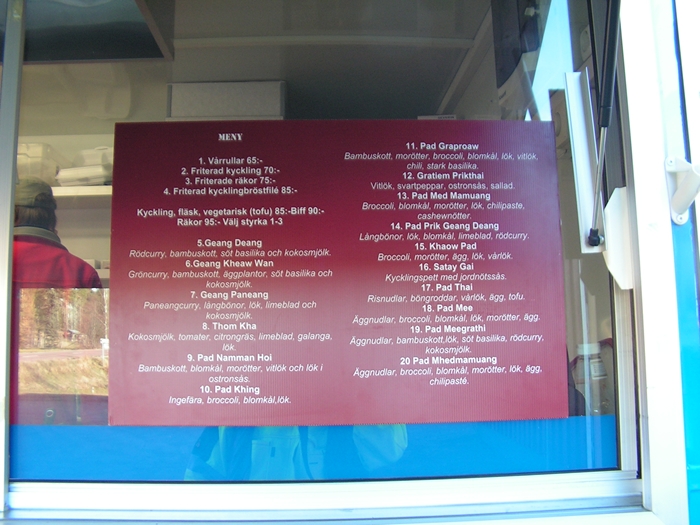 MENY
1. Vårrullar 65:-
2. Friterad kyckling 70:-
3. Friterade räkor 75:-
4. Friterad kycklingbröstfilé 85:-
Kyckling, fläsk, vegetarisk (tofu) 85:-Biff 90:-
Räkor 95:- Välj styrka 1-3
5.Geang Deang
Rödcurry, bambuskott, söt basilika och kokosmjölk.
6.Geang Kheaw Wan
Gröncurry, bambuskott, äggplantor, söt basilika och
kokosmjölk.
7. Geang Paneang
Paneangcurry, långbönor, lök, limeblad och
kokosmjölk.
8. Thom Kha
Kokosmjölk, tomater, citrongräs, limeblad, galanga,
lök.
9. Pad Namman Hoi
Bambuskott, blomkål, morötter, vitlök och lök i
ostronsås.
10. Pad Khing
Ingefära, broccoli, blomkål,lök.
11. Pad Graproaw
Bambuskott, morötter, broccoli, blomkål, lök, vitlök,
chili, stark basilika.
12. Gratiem Prikthai
Vitlök, svartpeppar, ostronsås, sallad.
13. Pad Med Mamuang
Broccoli, blomkål, morötter, lök, chilipaste,
cashewnötter.
14. Pad Prik Geang Deang
Långbönor, lök, blomkål, limeblad, rödcurry.
15. Khaow Pad
Broccoli, morötter, ägg, lök, vårlök.
16. Satay Gai
Kycklingspett med jordnötssås.
17. Pad Thai
Risnudlar, böngroddar, vårlök, ägg, tofu.
18. Pad Mee
Äggnudlar, broccoli, blomkål, lök, morötter, ägg.
19. Pad Meegrathi
Äggnudlar, bambuskott,lök, söt basilika, rödcurry,
kokosmjölk.
20 Pad Mhedmamuang
Äggnudlar, broccoli, blomkål, morötter, lök, ägg,
chilipasté.